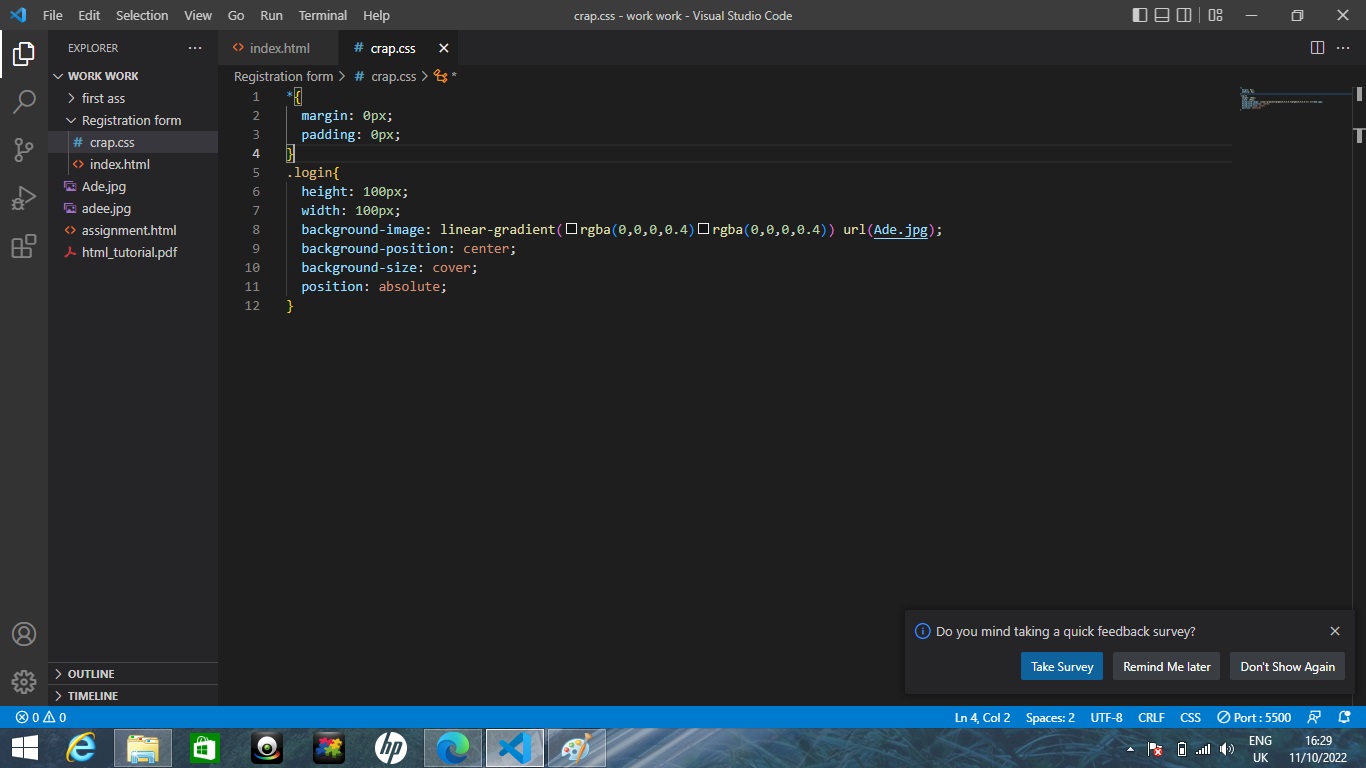 File Edit Selection View Go Run Terminal Help crap.css - work work - Visual Studio Code
EXPLORER
WORK WORK
first ass
Registration form
# crap.css
<> index.html
Ade.jpg
adee.jpg
<> assignment.html
html_tutorial.pdf
OUTLINE
TIMELINE
<> index.html # crap.css
Registration form > # crap.css > *
1 *{
2 margin: 0px;
3 padding: 0px;
4 }
5 .login{
6 height: 100px;
7 width: 100px;
8 background-image: linear-gradient(rgba(0,0,0,0.4)rgba(0,0,0,0.4)) url(Ade.jpg);
9 background-position: center;
10 background-size: cover;
11 position: absolute;
12 }
Do you mind taking a quick feedback survey?
Take Survey Remind Me later Don't Show Again
0 0 Ln 4, Col 2 Spaces: 2 UTF-8 CRLF CSS Port : 5500
hp
ENG 16:29
UK 11/10/2022